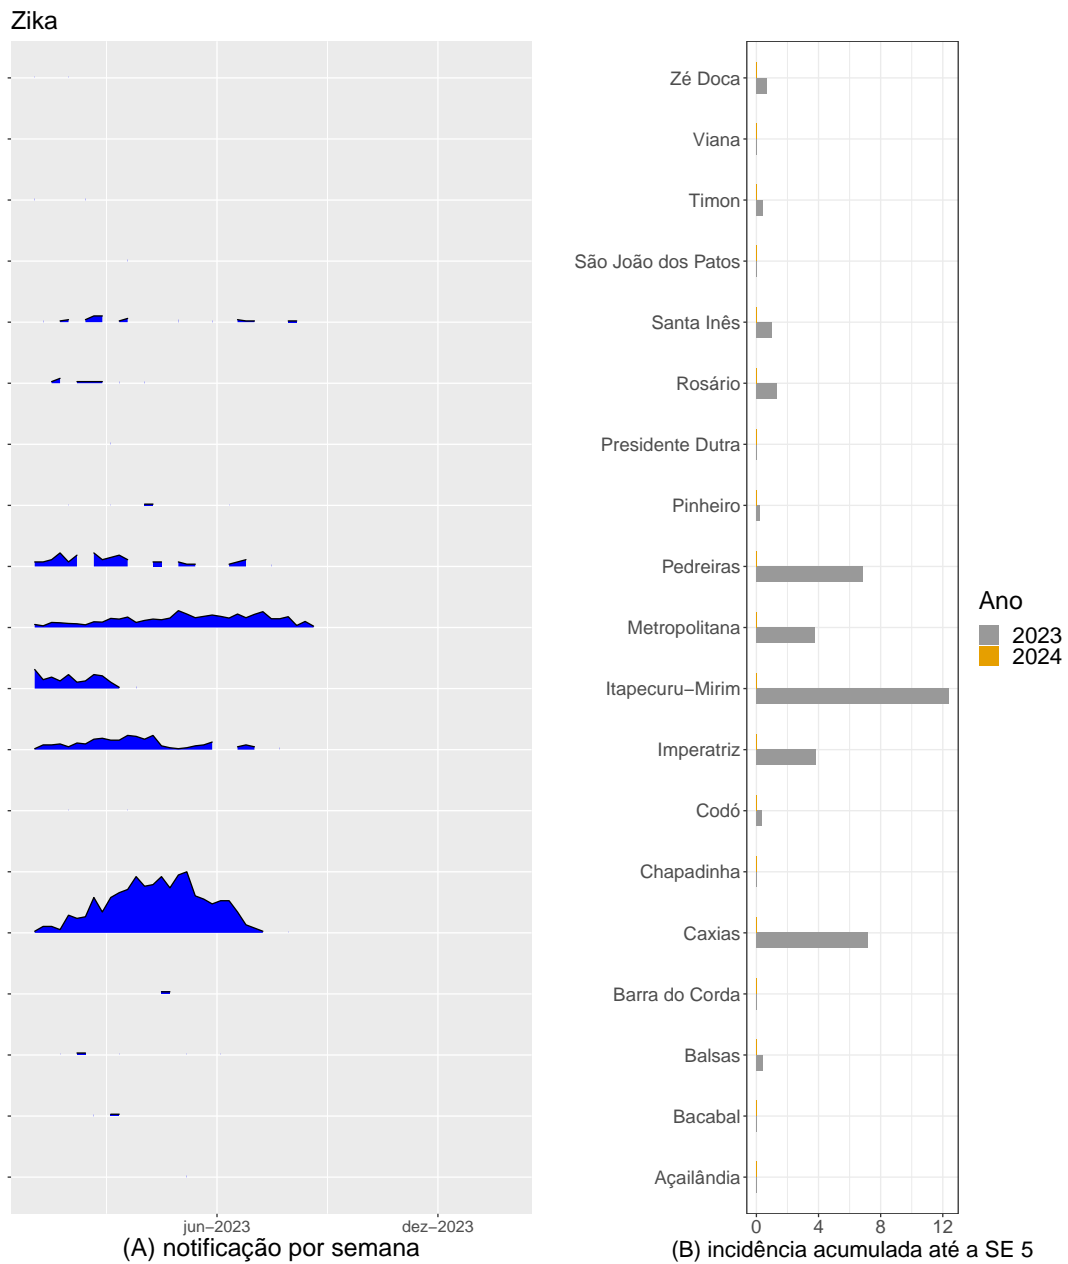 Zika
Zé Doca
Viana
Timon
São João dos Patos
Santa Inês
Rosário
Presidente Dutra
Pinheiro
Pedreiras
Metropolitana
Itapecuru−Mirim
Imperatriz
Codó
Chapadinha
Caxias
Barra do Corda
Balsas
Bacabal
Açailândia
jun−2023 dez−2023
(A) notificação por semana
0 4 8 12
(B) incidência acumulada até a SE 5
Ano
2023
2024